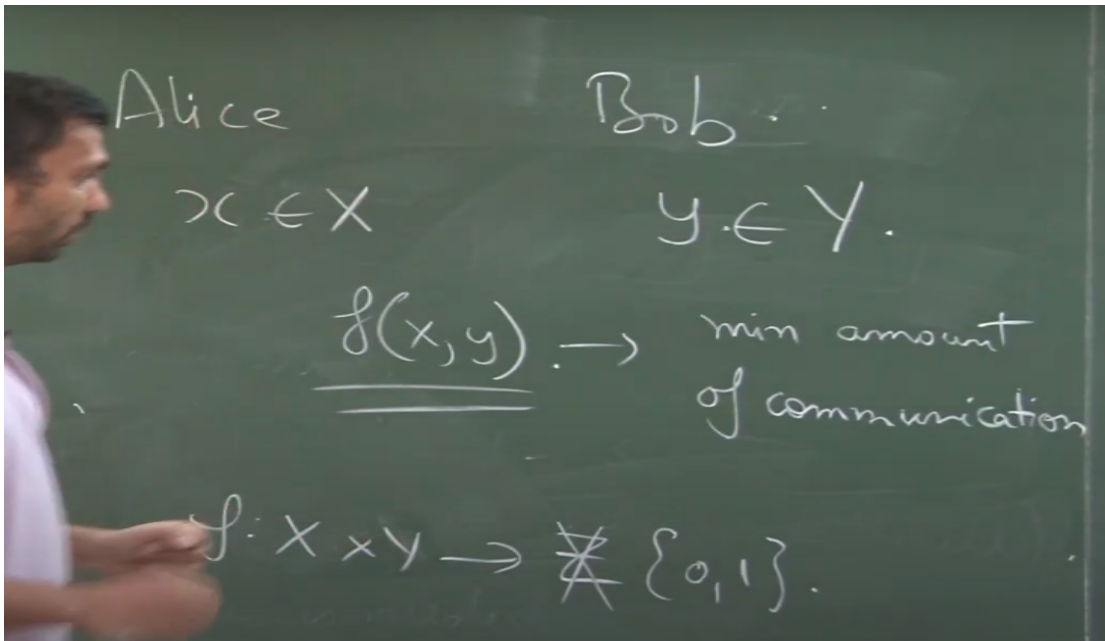 Alice Bob
x ∈ X y ∈ Y.
f(x,y) → min amount
of communication
f: X × Y → {0,1}.